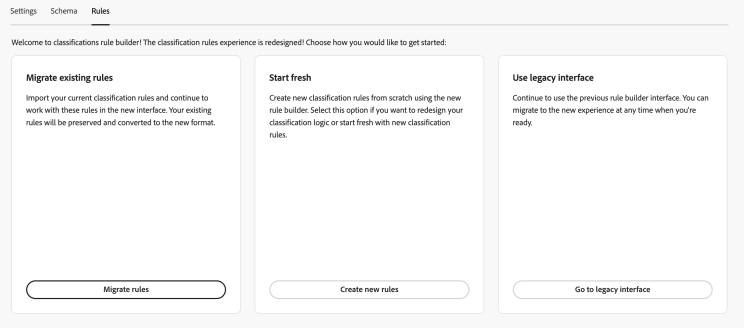 Settings Schema Rules
Welcome to classifications rule builder! The classification rules experience is redesigned! Choose how you would like to get started:
Migrate existing rules
Import your current classification rules and continue to
work with these rules in the new interface. Your existing
rules will be preserved and converted to the new format.
Migrate rules
Start fresh
Create new classification rules from scratch using the new
rule builder. Select this option if you want to redesign your
classification logic or start fresh with new classification
rules.
Create new rules
Use legacy interface
Continue to use the previous rule builder interface. You can
migrate to the new experience at any time when you're
ready.
Go to legacy interface